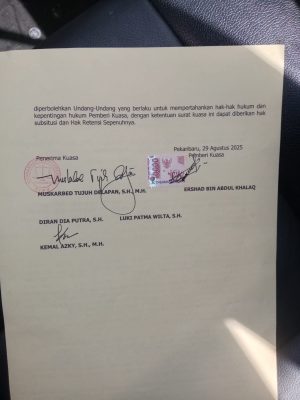 diperbolehkan Undang-Undang yang berlaku untuk mempertahankan hak-hak hukum dan
kepentingan hukum Pemberi Kuasa, dengan ketentuan surat kuasa ini dapat diberikan hak
subsitusi dan Hak Retensi Sepenuhnya.
Pekanbaru, 29 Agustus 2025
Penerima Kuasa
Pemberi Kuasa
MUSKARBED TUJUH DELAPAN, S.H., M.H.
ERSHAD BIN ABDUL KHALAQ
DIRAN DIA PUTRA, S.H.
LUKI PATMA WILTA, S.H.
KEMAL AZKY, S.H., M.H.